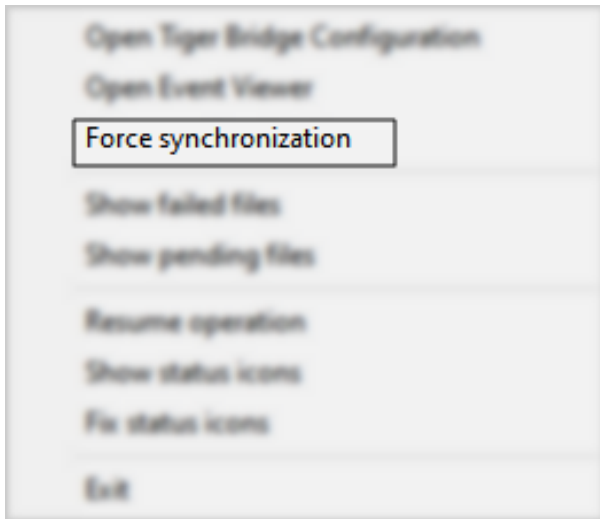 Open Tiger Bridge Configuration
Open Event Viewer
Force synchronization
Show failed files
Show pending files
Resume operation
Show status icons
Fix status icons
Exit